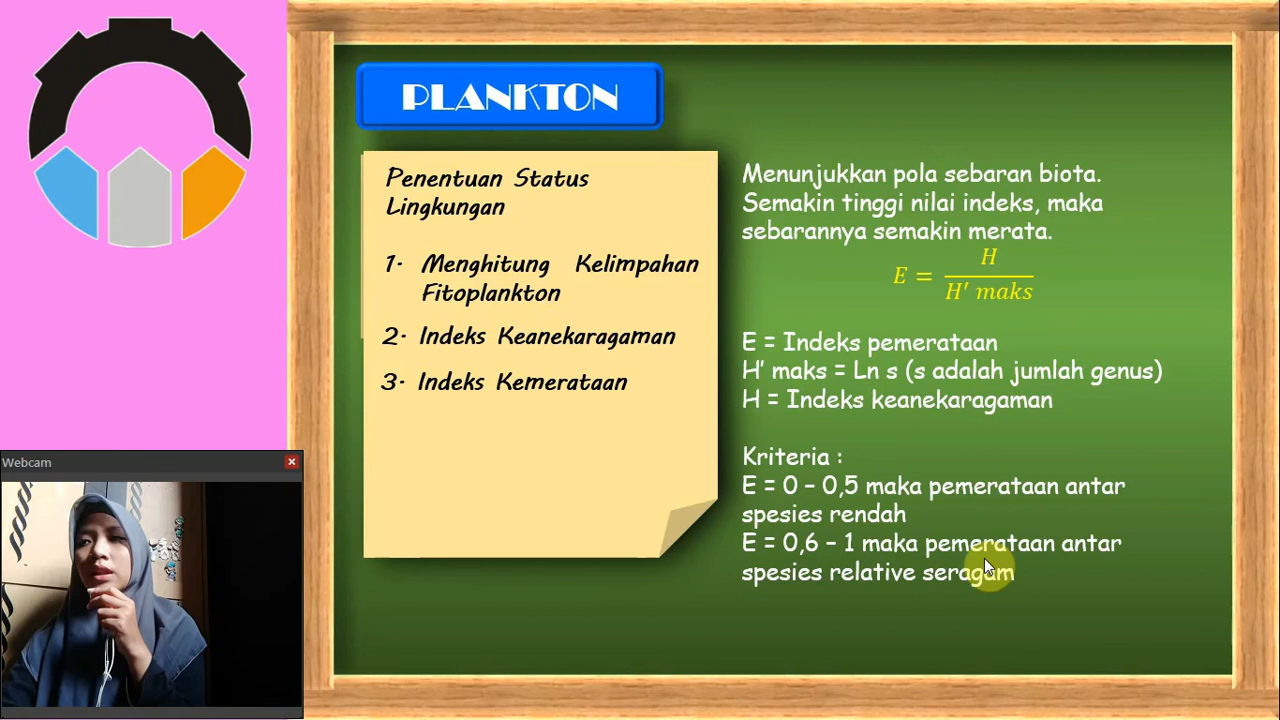 PLANKTON
Penentuan Status
Lingkungan
1. Menghitung Kelimpahan
Fitoplankton
2. Indeks Keanekaragaman
3. Indeks Kemerataan
Menunjukkan pola sebaran biota.
Semakin tinggi nilai indeks, maka
sebarannya semakin merata.
E = H / H' maks
E = Indeks pemerataan
H' maks = Ln s (s adalah jumlah genus)
H = Indeks keanekaragaman
Kriteria :
E = 0 – 0,5 maka pemerataan antar
spesies rendah
E = 0,6 – 1 maka pemerataan antar
spesies relative seragam
Webcam